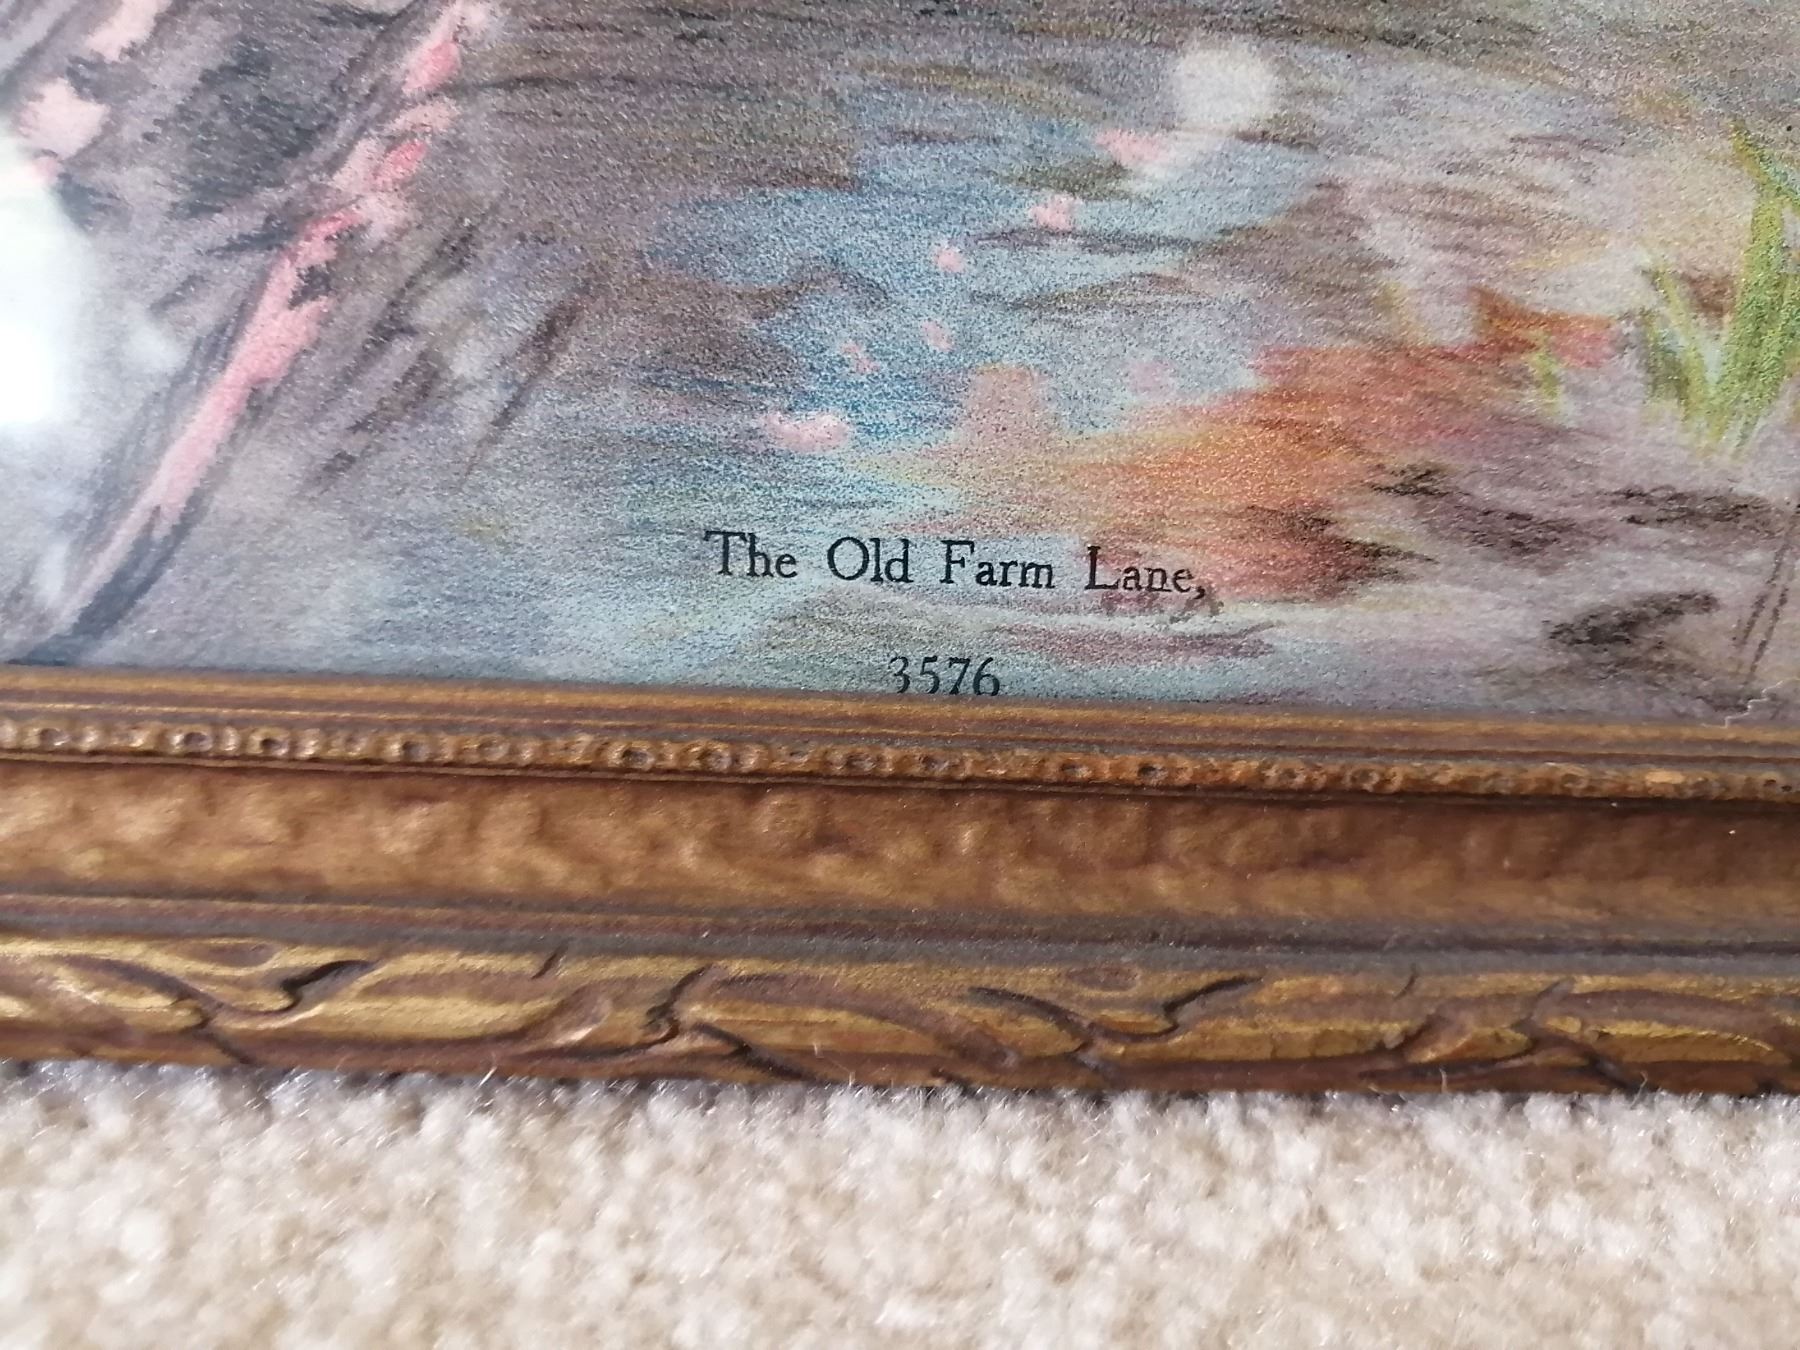 The Old Farm Lane,
3576